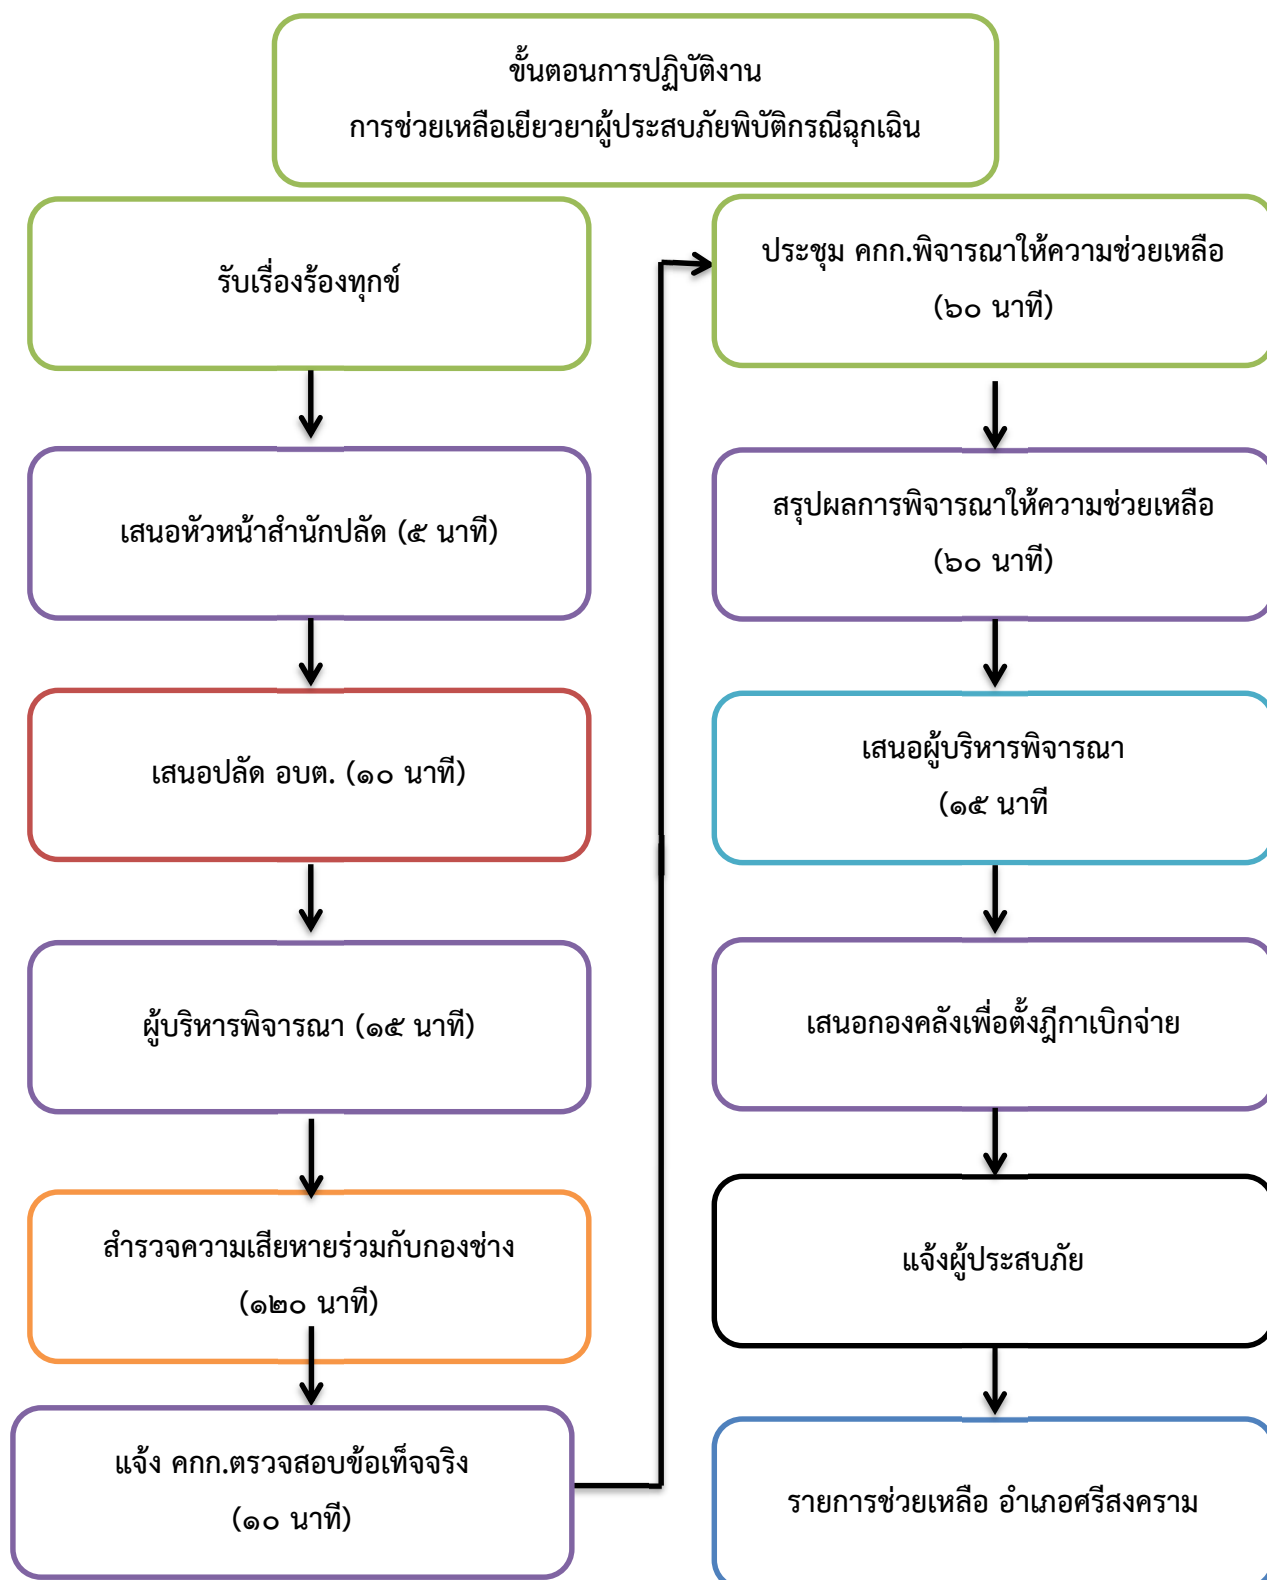 ขั้นตอนการปฏิบัติงาน
การช่วยเหลือเยียวยาผู้ประสบภัยพิบัติกรณีฉุกเฉิน
รับเรื่องร้องทุกข์
เสนอหัวหน้าสำนักปลัด (๕ นาที)
เสนอปลัด อบต. (๑๐ นาที)
ผู้บริหารพิจารณา (๑๕ นาที)
สำรวจความเสียหายร่วมกับกองช่าง
(๑๒๐ นาที)
แจ้ง คกก.ตรวจสอบข้อเท็จจริง
(๑๐ นาที)
ประชุม คกก.พิจารณาให้ความช่วยเหลือ
(๖๐ นาที)
สรุปผลการพิจารณาให้ความช่วยเหลือ
(๖๐ นาที)
เสนอผู้บริหารพิจารณา
(๑๕ นาที
เสนอกองคลังเพื่อตั้งฎีกาเบิกจ่าย
แจ้งผู้ประสบภัย
รายการช่วยเหลือ อำเภอศรีสงคราม